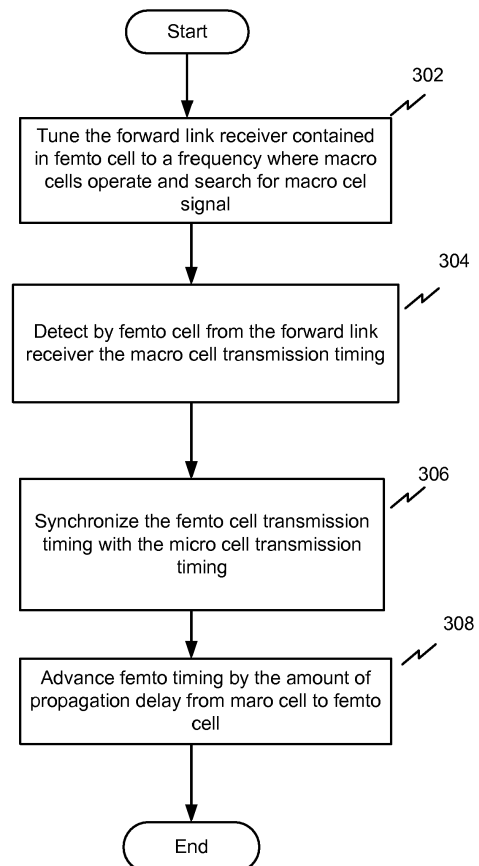 Start
302
Tune the forward link receiver contained
in femto cell to a frequency where macro
cells operate and search for macro cel
signal
304
Detect by femto cell from the forward link
receiver the macro cell transmission timing
306
Synchronize the femto cell transmission
timing with the micro cell transmission
timing
308
Advance femto timing by the amount of
propagation delay from maro cell to femto
cell
End